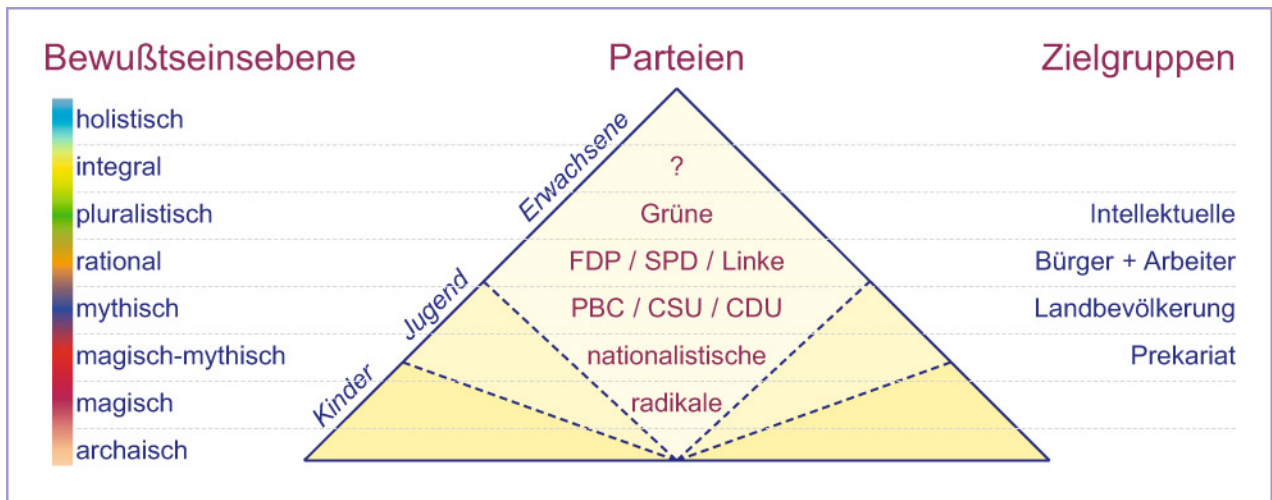 Bewußtseinsebene Parteien Zielgruppen
holistisch
Erwachsene
integral ?
pluralistisch Grüne Intellektuelle
rational FDP / SPD / Linke Bürger + Arbeiter
Jugend
mythisch PBC / CSU / CDU Landbevölkerung
magisch-mythisch nationalistische Prekariat
Kinder
magisch radikale
archaisch